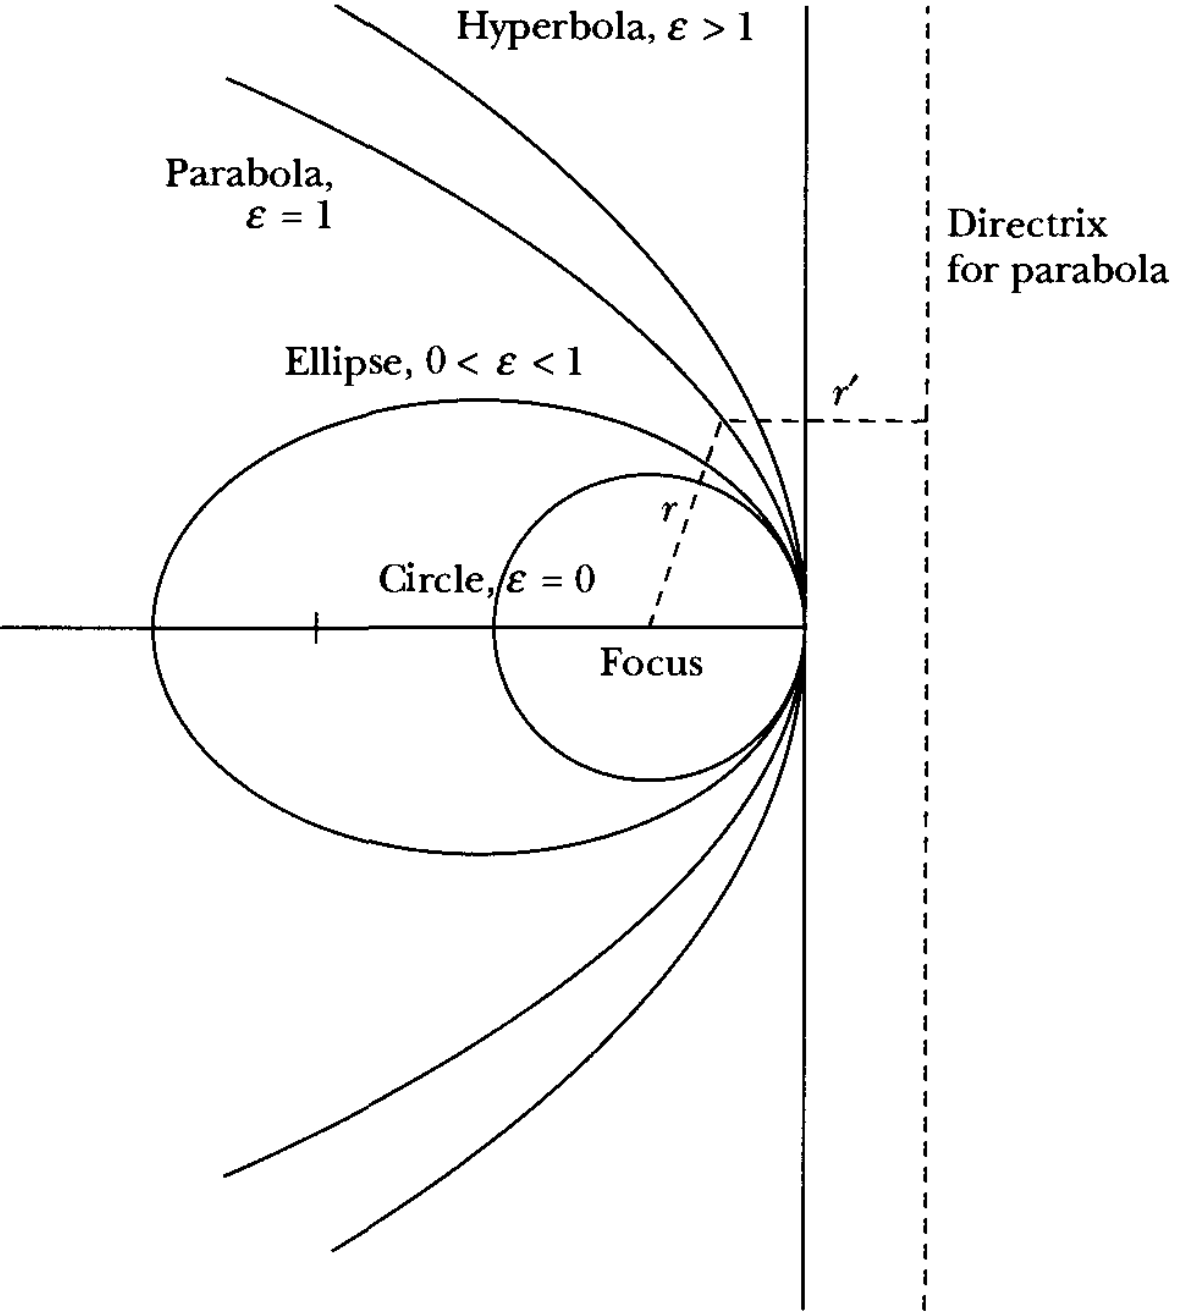 Hyperbola, ε > 1
Parabola,
ε = 1
Directrix
for parabola
Ellipse, 0 < ε < 1
r′
r
Circle, ε = 0
Focus